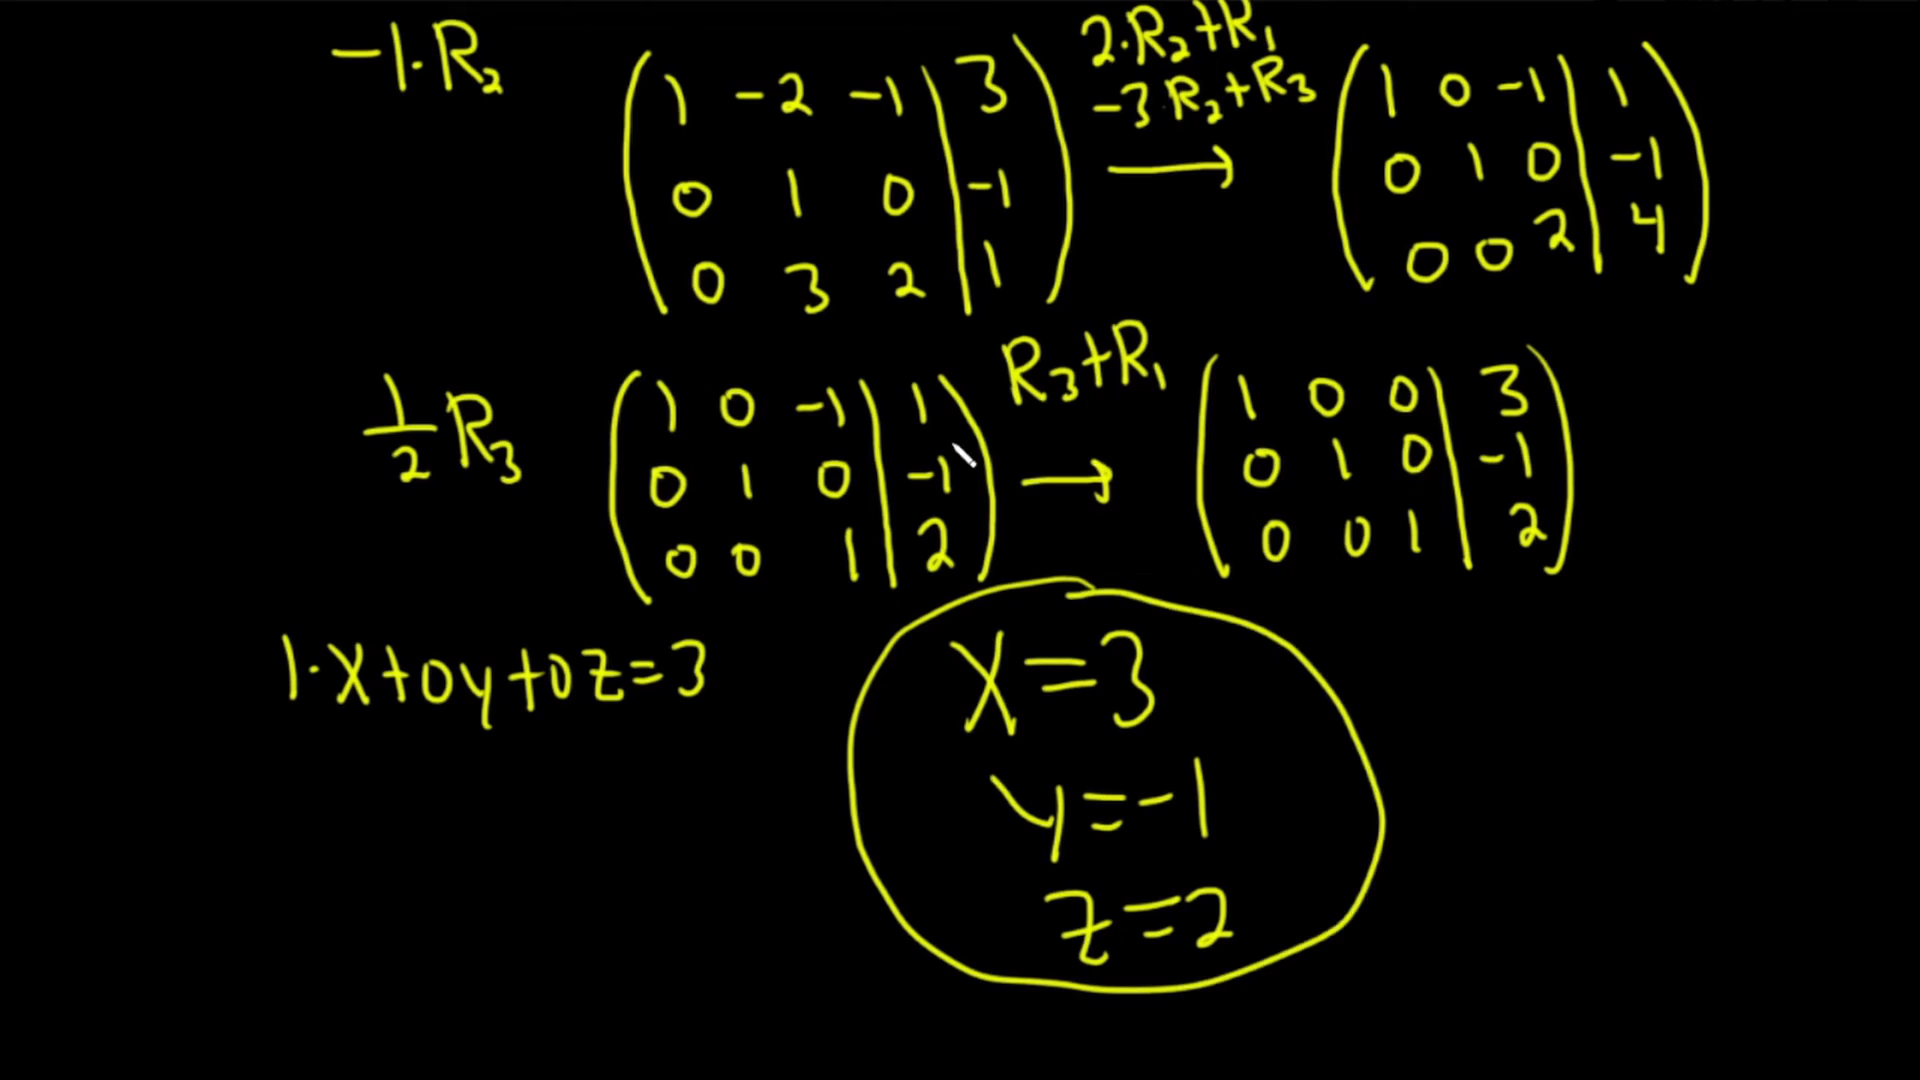 -1·R₂ (1 -2 -1 | 3) 2·R₂+R₁ (1 0 -1 | 1)
(0 1 0 | -1) -3R₂+R₃ → (0 1 0 | -1)
(0 3 2 | 1) (0 0 2 | 4)
1/2 R₃ (1 0 -1 | 1) R₃+R₁ (1 0 0 | 3)
(0 1 0 | -1) → (0 1 0 | -1)
(0 0 1 | 2) (0 0 1 | 2)
1·x+0y+0z=3
x=3
y=-1
z=2